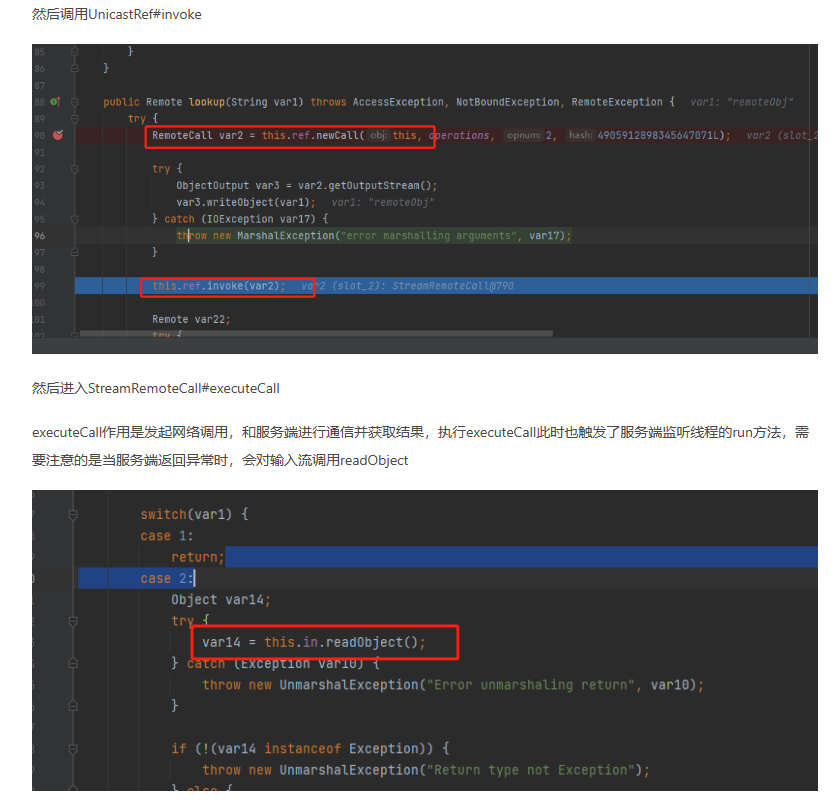 然后调用UnicastRef#invoke
85 }
86 }
87
88 public Remote lookup(String var1) throws AccessException, NotBoundException, RemoteException { var1: "remoteObj"
89 try {
90 RemoteCall var2 = this.ref.newCall( obj: this, operations, opnum: 2, hash: 4905912898345647071L); var2 (slot_2
91
92 try {
93 ObjectOutput var3 = var2.getOutputStream();
94 var3.writeObject(var1); var1: "remoteObj"
95 } catch (IOException var17) {
96 throw new MarshalException("error marshalling arguments", var17);
97 }
98
99 this.ref.invoke(var2); var2 (slot_2): StreamRemoteCall@790
100
101 Remote var22;
102 try {
然后进入StreamRemoteCall#executeCall
executeCall作用是发起网络调用，和服务端进行通信并获取结果，执行executeCall此时也触发了服务端监听线程的run方法，需
要注意的是当服务端返回异常时，会对输入流调用readObject
switch(var1) {
case 1:
return;
case 2:
Object var14;
try {
var14 = this.in.readObject();
} catch (Exception var10) {
throw new UnmarshalException("Error unmarshaling return", var10);
}
if (!(var14 instanceof Exception)) {
throw new UnmarshalException("Return type not Exception");
} else {